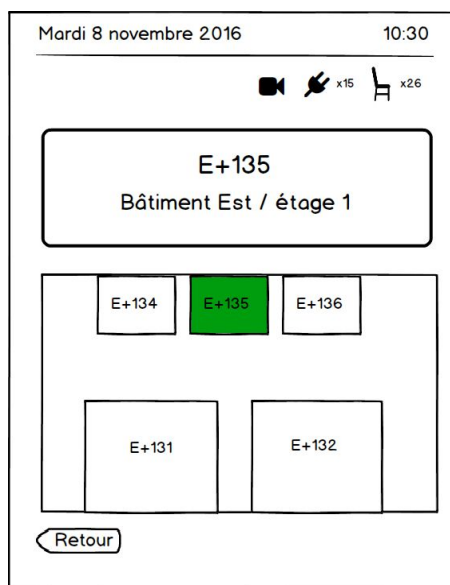 Mardi 8 novembre 2016 10:30
x15 x26
E+135
Bâtiment Est / étage 1
E+134 E+135 E+136
E+131 E+132
Retour